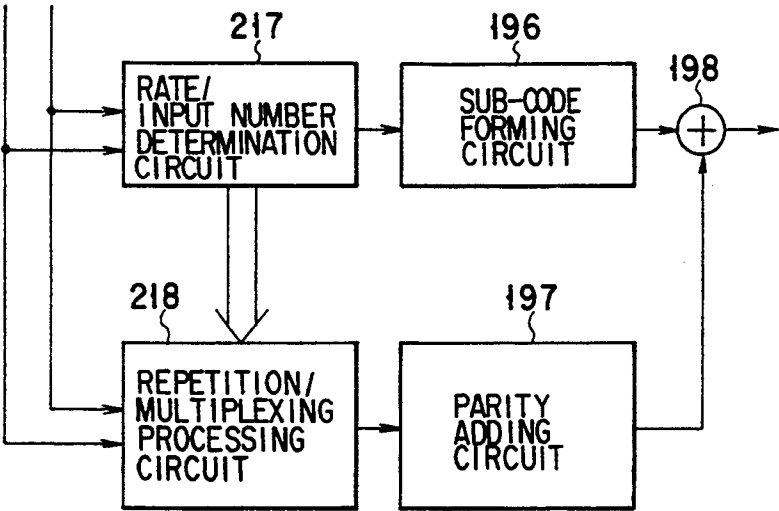 217
196
198
RATE/
INPUT NUMBER
DETERMINATION
CIRCUIT
SUB-CODE
FORMING
CIRCUIT
+
218
197
REPETITION/
MULTIPLEXING
PROCESSING
CIRCUIT
PARITY
ADDING
CIRCUIT